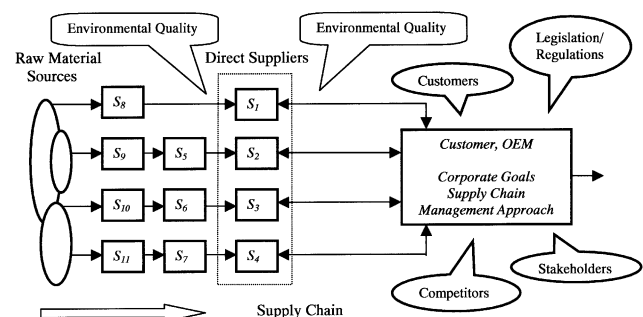 Environmental Quality
Environmental Quality
Legislation/
Regulations
Raw Material
Sources
Direct Suppliers
Customers
S8
S1
S9
S5
S2
S10
S6
S3
S11
S7
S4
Customer, OEM
Corporate Goals
Supply Chain
Management Approach
Competitors
Stakeholders
Supply Chain